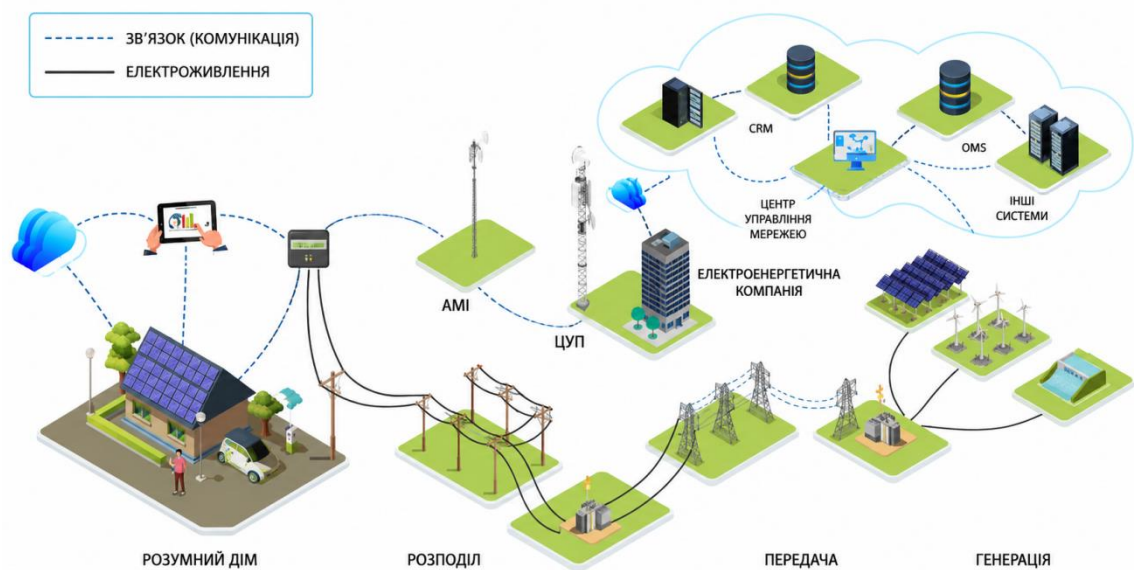 ЗВ'ЯЗОК (КОМУНІКАЦІЯ)
ЕЛЕКТРОЖИВЛЕННЯ
CRM
OMS
ЦЕНТР
УПРАВЛІННЯ
МЕРЕЖЕЮ
ІНШІ
СИСТЕМИ
ЕЛЕКТРОЕНЕРГЕТИЧНА
КОМПАНІЯ
АМІ
ЦУП
РОЗУМНИЙ ДІМ
РОЗПОДІЛ
ПЕРЕДАЧА
ГЕНЕРАЦІЯ